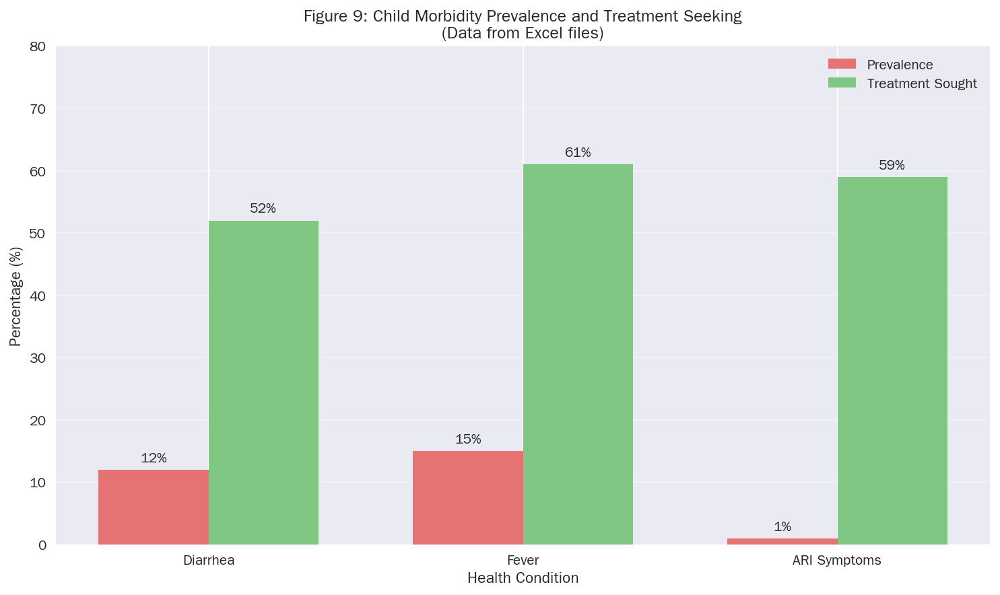 Figure 9: Child Morbidity Prevalence and Treatment Seeking
(Data from Excel files)
Prevalence
Treatment Sought
Percentage (%)
80
70
60
50
40
30
20
10
0
12%
52%
15%
61%
1%
59%
Diarrhea
Fever
ARI Symptoms
Health Condition